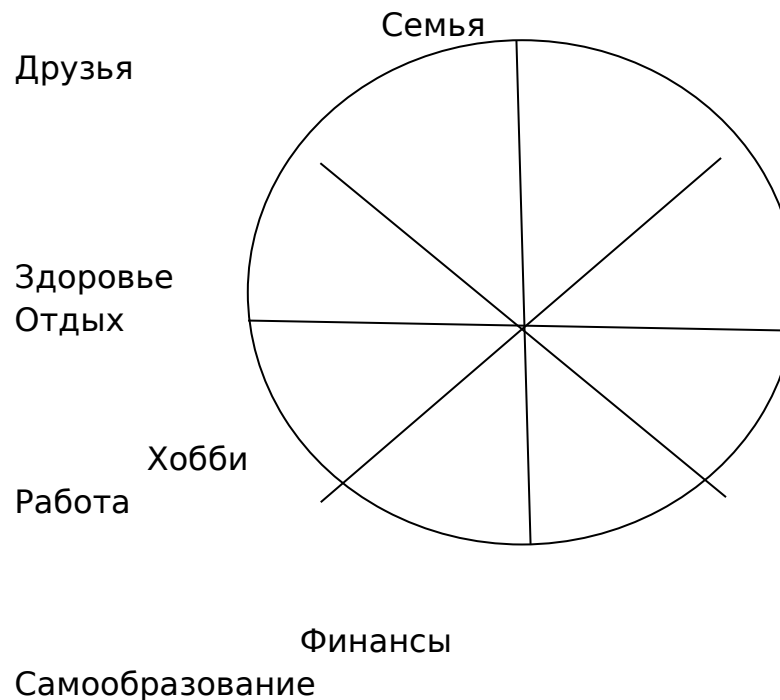 Семья
Друзья
Здоровье
Отдых
Хобби
Работа
Финансы
Самообразование